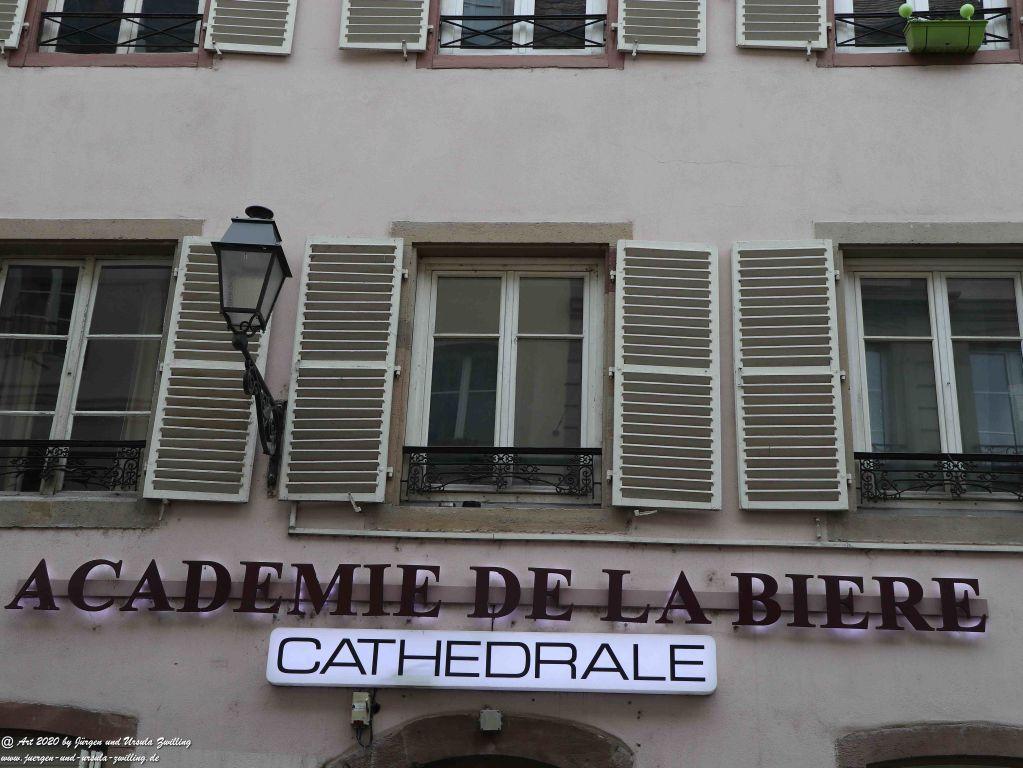 ACADEMIE DE LA BIERE
CATHEDRALE
@ Art 2020 by Jürgen und Ursula Zwilling
www.juergen-und-ursula-zwilling.de